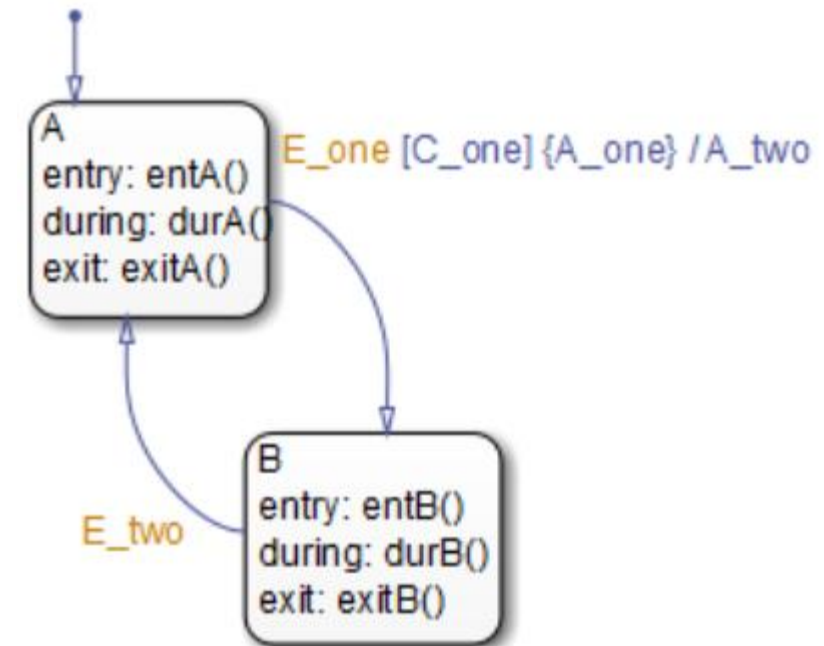 A
entry: entA()
during: durA()
exit: exitA()
E_one [C_one] {A_one} / A_two
E_two
B
entry: entB()
during: durB()
exit: exitB()